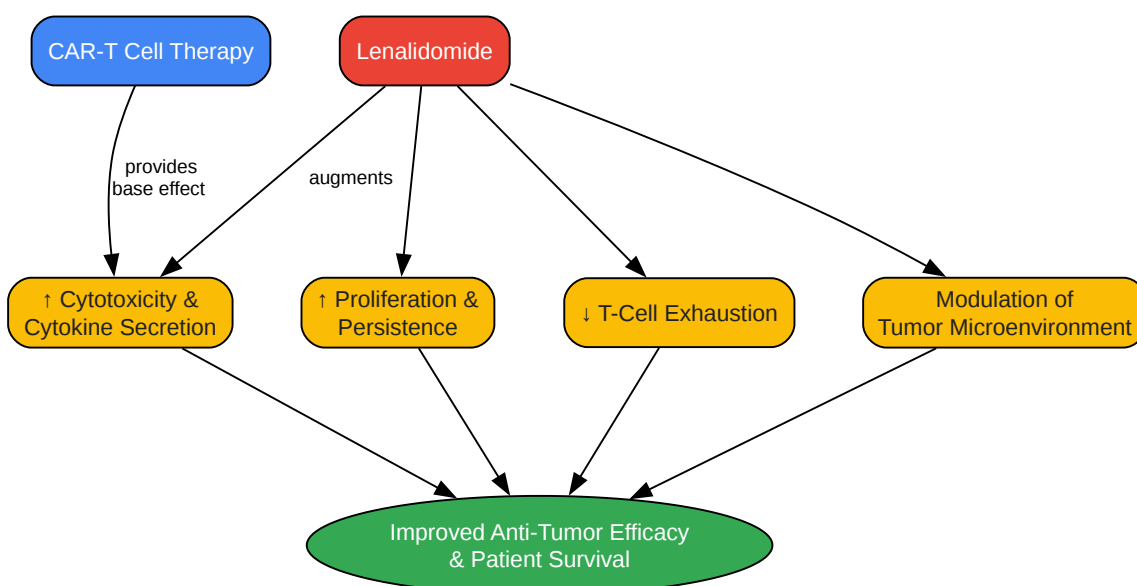 CAR-T Cell Therapy
Lenalidomide
provides
base effect
augments
↑ Cytotoxicity &
Cytokine Secretion
↑ Proliferation &
Persistence
↓ T-Cell Exhaustion
Modulation of
Tumor Microenvironment
Improved Anti-Tumor Efficacy
& Patient Survival